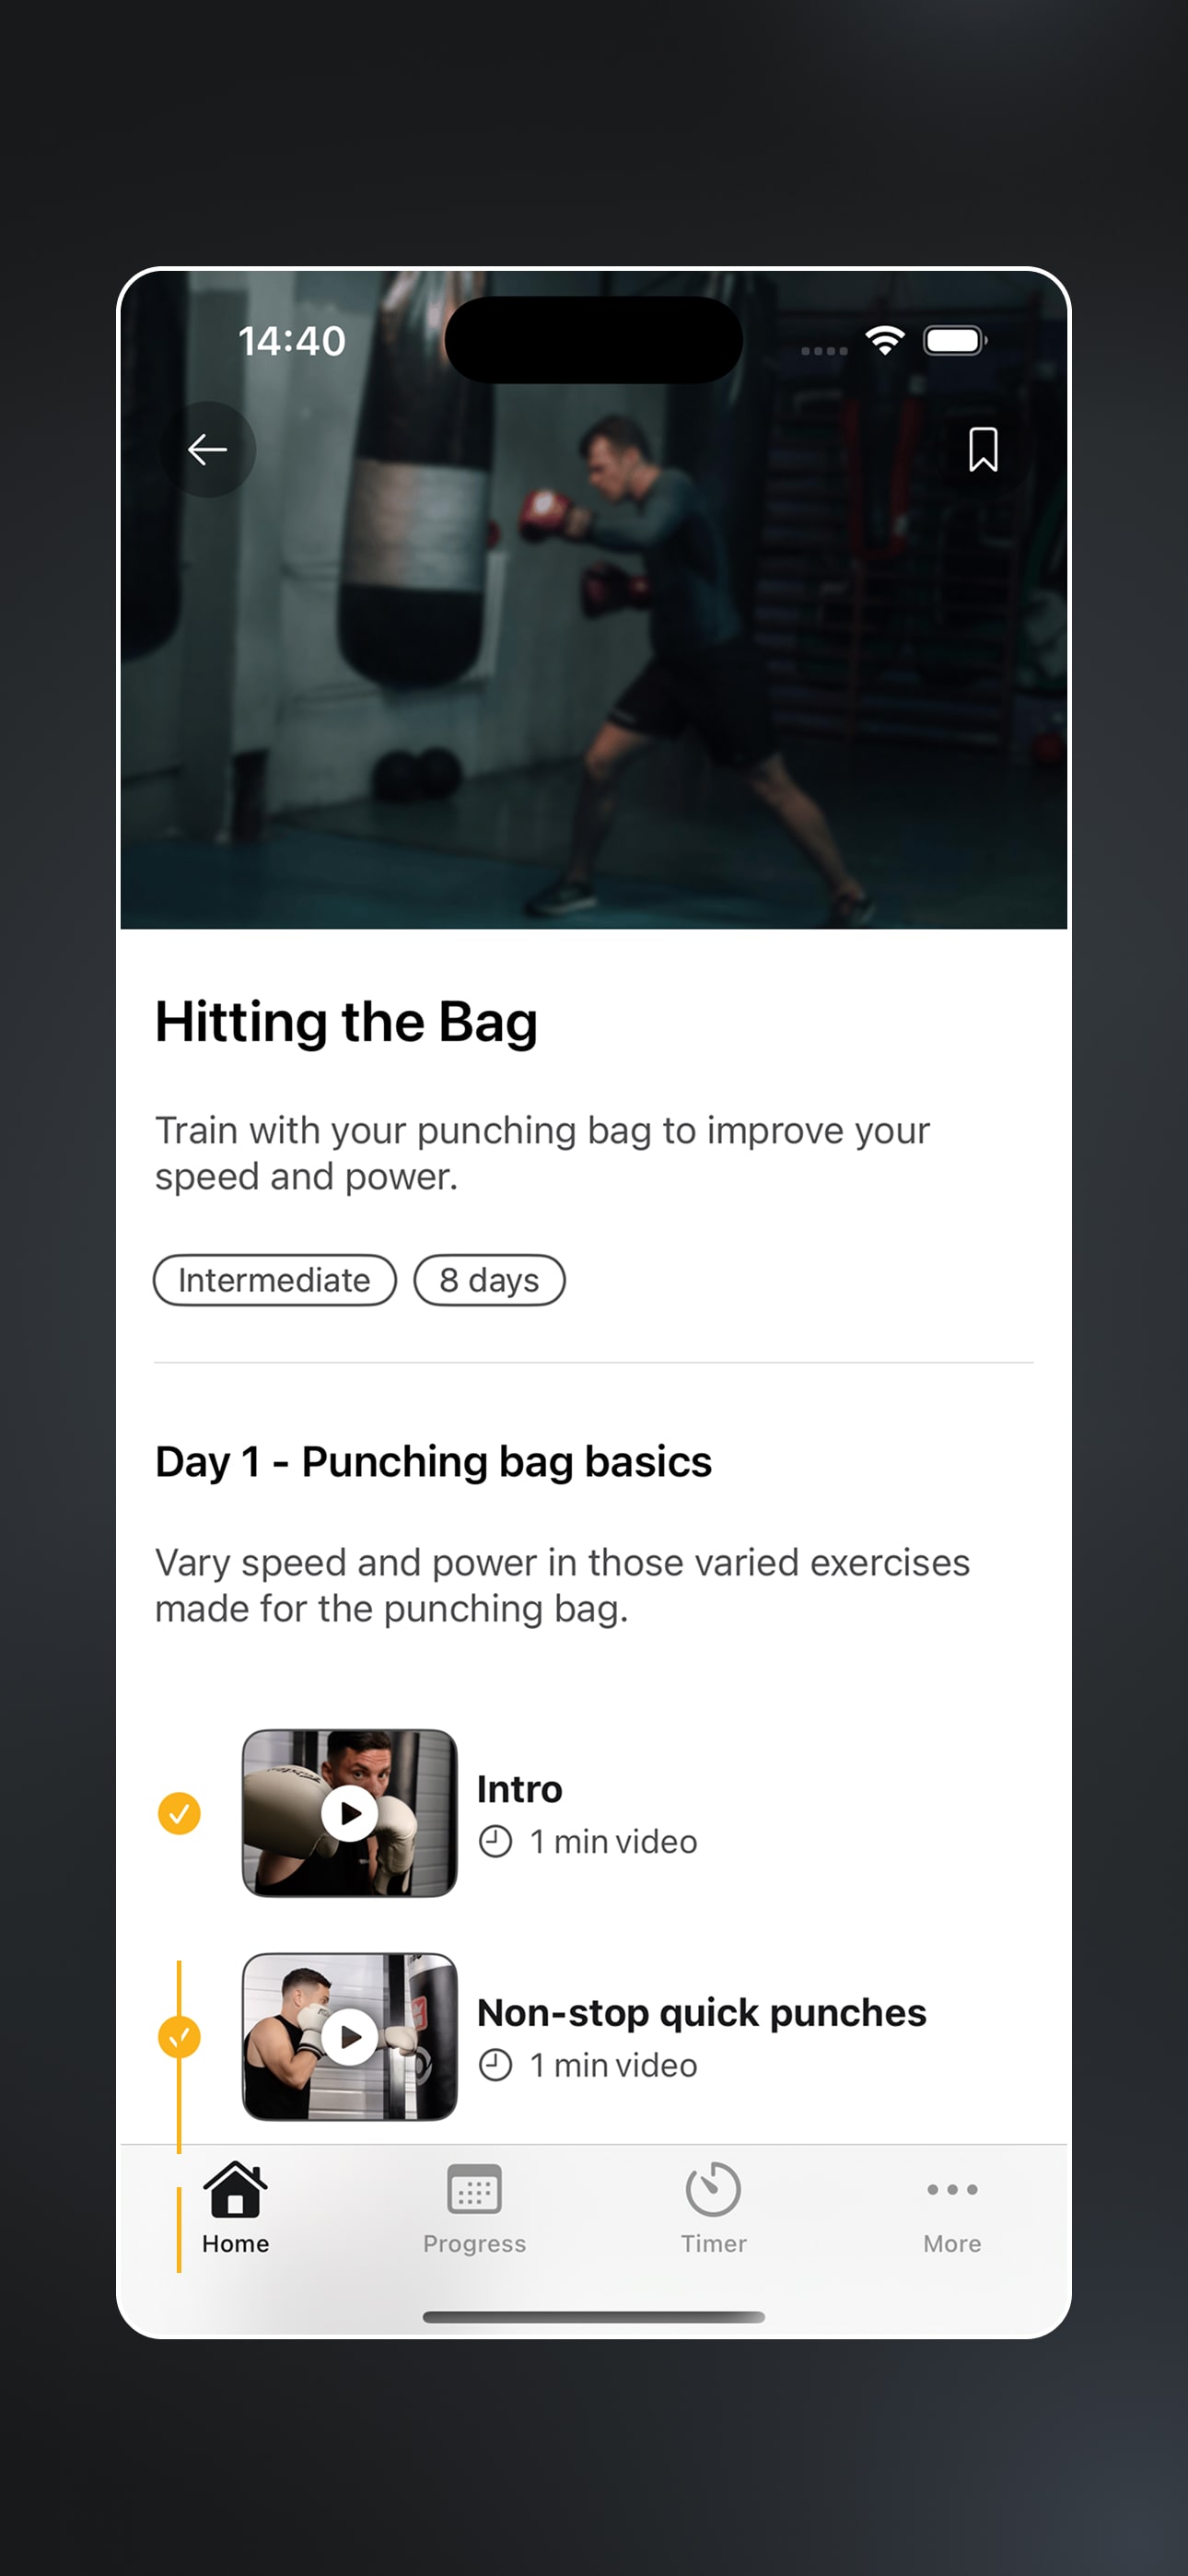 14:40
Hitting the Bag
Train with your punching bag to improve your
speed and power.
Intermediate
8 days
Day 1 - Punching bag basics
Vary speed and power in those varied exercises
made for the punching bag.
Intro
1 min video
Non-stop quick punches
1 min video
Home
Progress
Timer
More